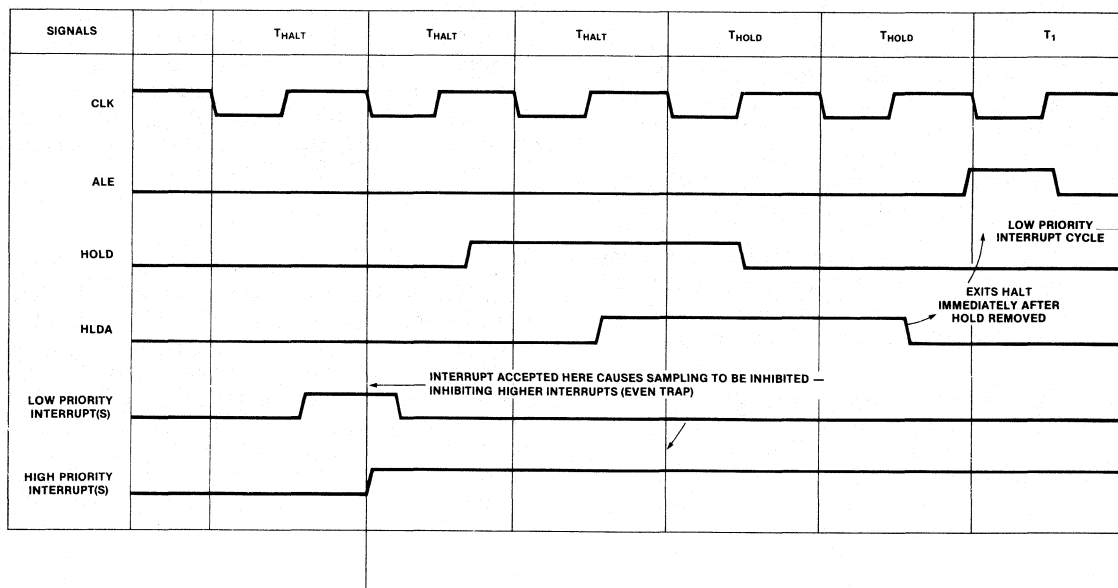 SIGNALS
THALT
THALT
THALT
THOLD
THOLD
T1
CLK
ALE
HOLD
LOW PRIORITY
INTERRUPT CYCLE
HLDA
EXITS HALT
IMMEDIATELY AFTER
HOLD REMOVED
INTERRUPT ACCEPTED HERE CAUSES SAMPLING TO BE INHIBITED —
INHIBITING HIGHER INTERRUPTS (EVEN TRAP)
LOW PRIORITY
INTERRUPT(S)
HIGH PRIORITY
INTERRUPT(S)